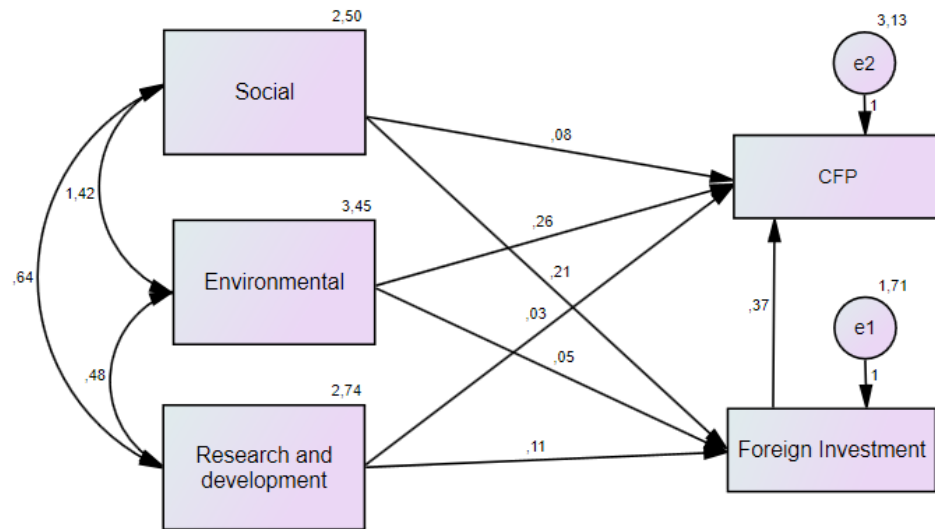 2,50
Social
3,13
e2
1
,08
CFP
1,42
3,45
Environmental
,26
,64
,21
,03
,37
1,71
e1
,05
,48
1
2,74
Research and
development
,11
Foreign Investment